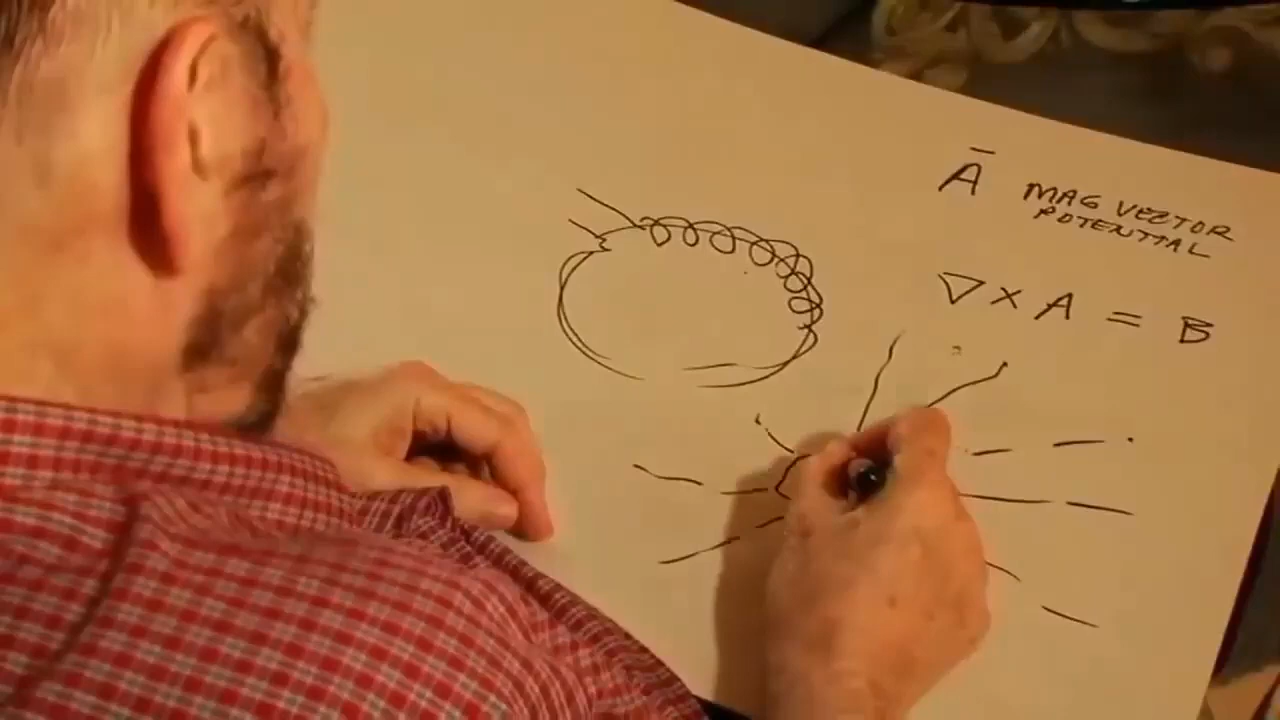 Ā MAG VECTOR
POTENTIAL
∇ × A = B